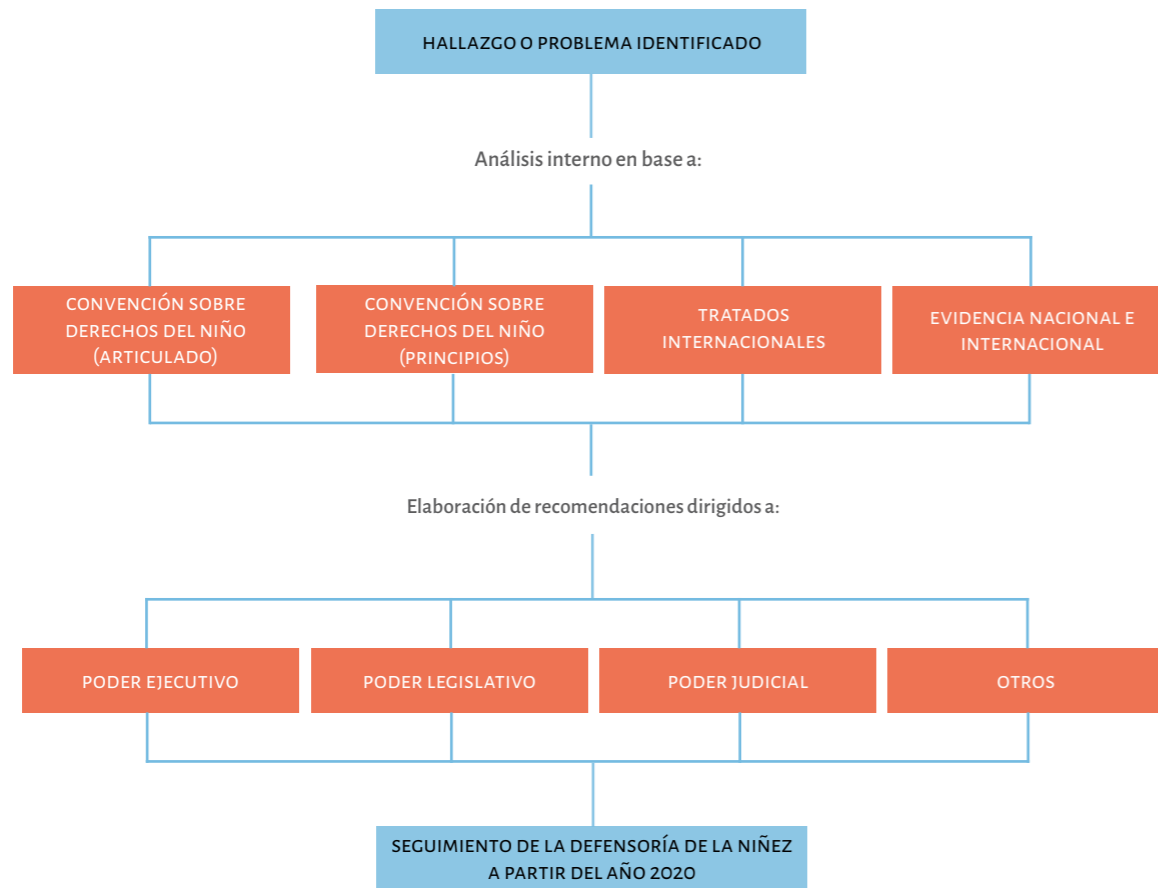 HALLAZGO O PROBLEMA IDENTIFICADO
Análisis interno en base a:
CONVENCIÓN SOBRE
DERECHOS DEL NIÑO
(ARTICULADO)
CONVENCIÓN SOBRE
DERECHOS DEL NIÑO
(PRINCIPIOS)
TRATADOS
INTERNACIONALES
EVIDENCIA NACIONAL E
INTERNACIONAL
Elaboración de recomendaciones dirigidos a:
PODER EJECUTIVO
PODER LEGISLATIVO
PODER JUDICIAL
OTROS
SEGUIMIENTO DE LA DEFENSORÍA DE LA NIÑEZ
A PARTIR DEL AÑO 2020